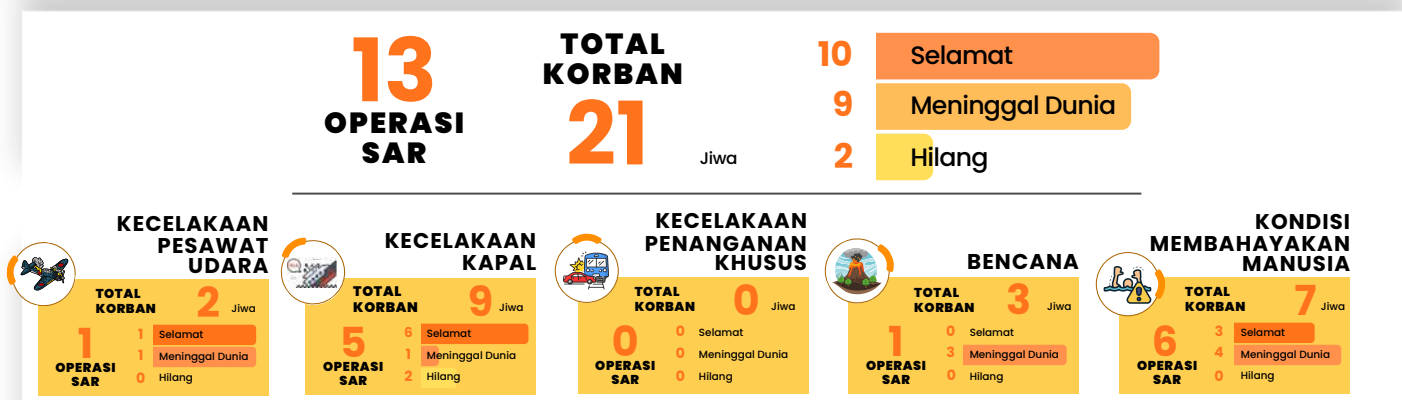 13
OPERASI
SAR
TOTAL
KORBAN
21
Jiwa
10 Selamat
9 Meninggal Dunia
2 Hilang
KECELAKAAN
PESAWAT
UDARA
TOTAL
KORBAN
2 Jiwa
1
OPERASI
SAR
1 Selamat
1 Meninggal Dunia
0 Hilang
KECELAKAAN
KAPAL
TOTAL
KORBAN
9 Jiwa
5
OPERASI
SAR
6 Selamat
1 Meninggal Dunia
2 Hilang
KECELAKAAN
PENANGANAN
KHUSUS
TOTAL
KORBAN
0 Jiwa
0
OPERASI
SAR
0 Selamat
0 Meninggal Dunia
0 Hilang
BENCANA
TOTAL
KORBAN
3 Jiwa
1
OPERASI
SAR
0 Selamat
3 Meninggal Dunia
0 Hilang
KONDISI
MEMBAHAYAKAN
MANUSIA
TOTAL
KORBAN
7 Jiwa
6
OPERASI
SAR
3 Selamat
4 Meninggal Dunia
0 Hilang